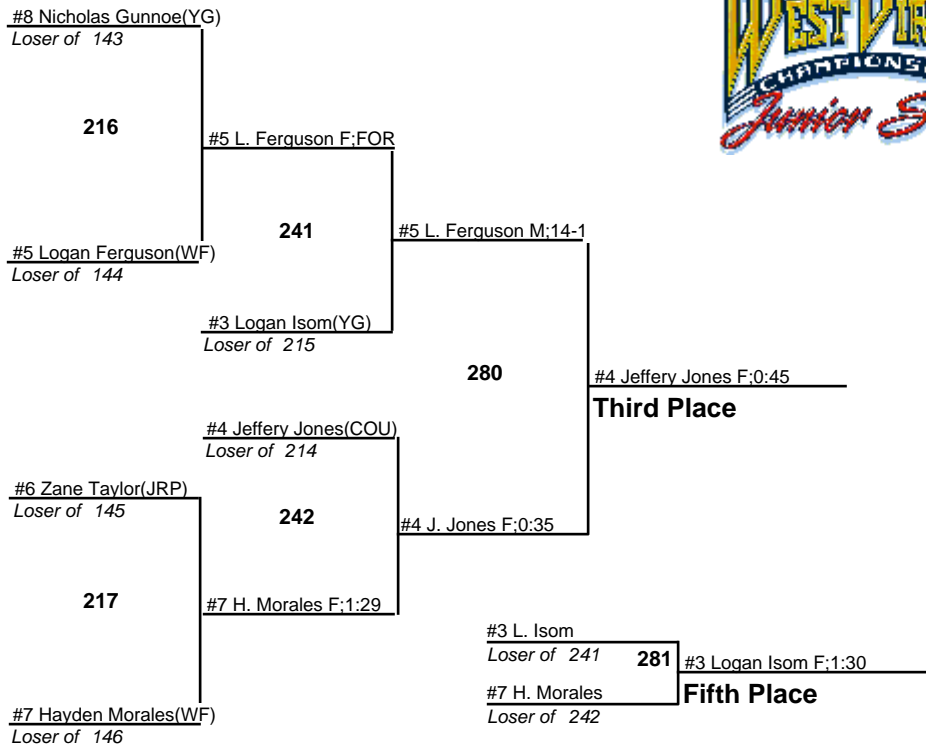 #8 Nicholas Gunnoe(YG)
Loser of 143
216
#5 L. Ferguson F;FOR
#5 Logan Ferguson(WF)
Loser of 144
241
#5 L. Ferguson M;14-1
#3 Logan Isom(YG)
Loser of 215
280
#4 Jeffery Jones F;0:45
Third Place
#4 Jeffery Jones(COU)
Loser of 214
#6 Zane Taylor(JRP)
Loser of 145
242
#4 J. Jones F;0:35
217
#7 H. Morales F;1:29
#7 Hayden Morales(WF)
Loser of 146
#3 L. Isom
Loser of 241
281
#3 Logan Isom F;1:30
Fifth Place
#7 H. Morales
Loser of 242
WEST
Junior